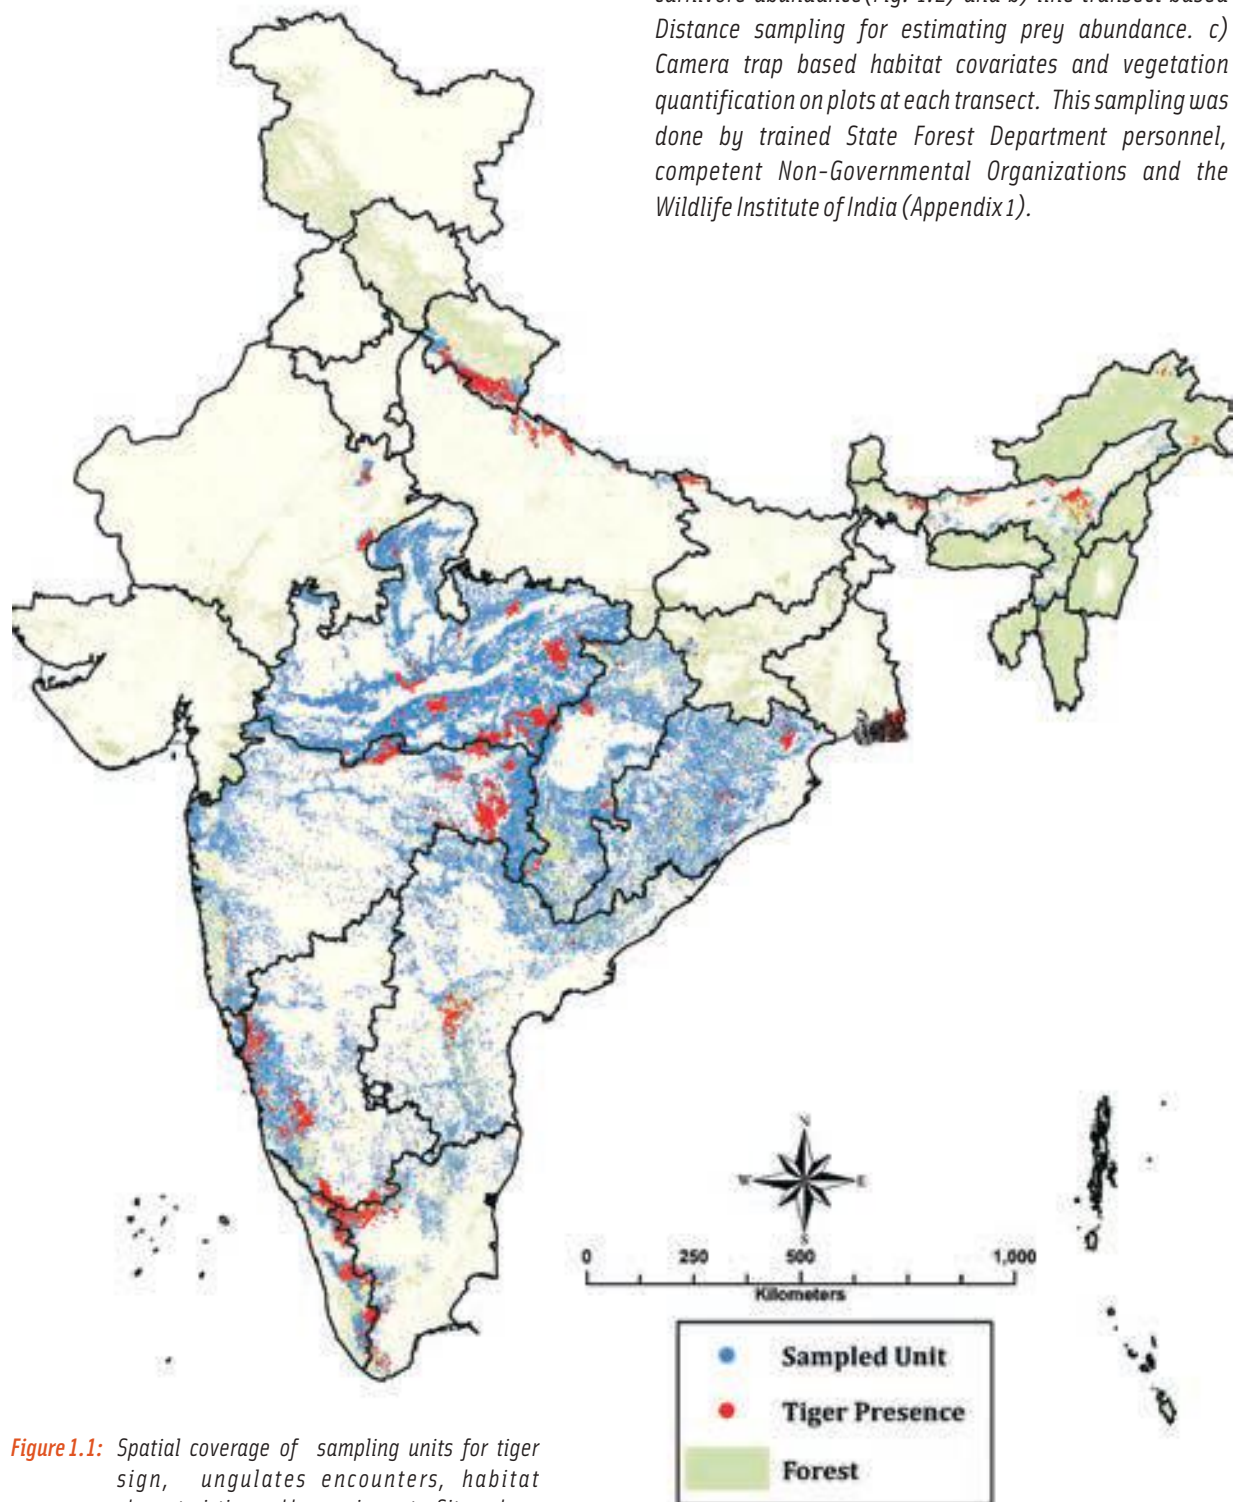 Distance sampling for estimating prey abundance. c)
Camera trap based habitat covariates and vegetation
quantification on plots at each transect. This sampling was
done by trained State Forest Department personnel,
competent Non-Governmental Organizations and the
Wildlife Institute of India (Appendix 1).
N
W E
S
0 250 500 1,000
Kilometers
Sampled Unit
Tiger Presence
Forest
Figure 1.1: Spatial coverage of sampling units for tiger
sign, ungulates encounters, habitat